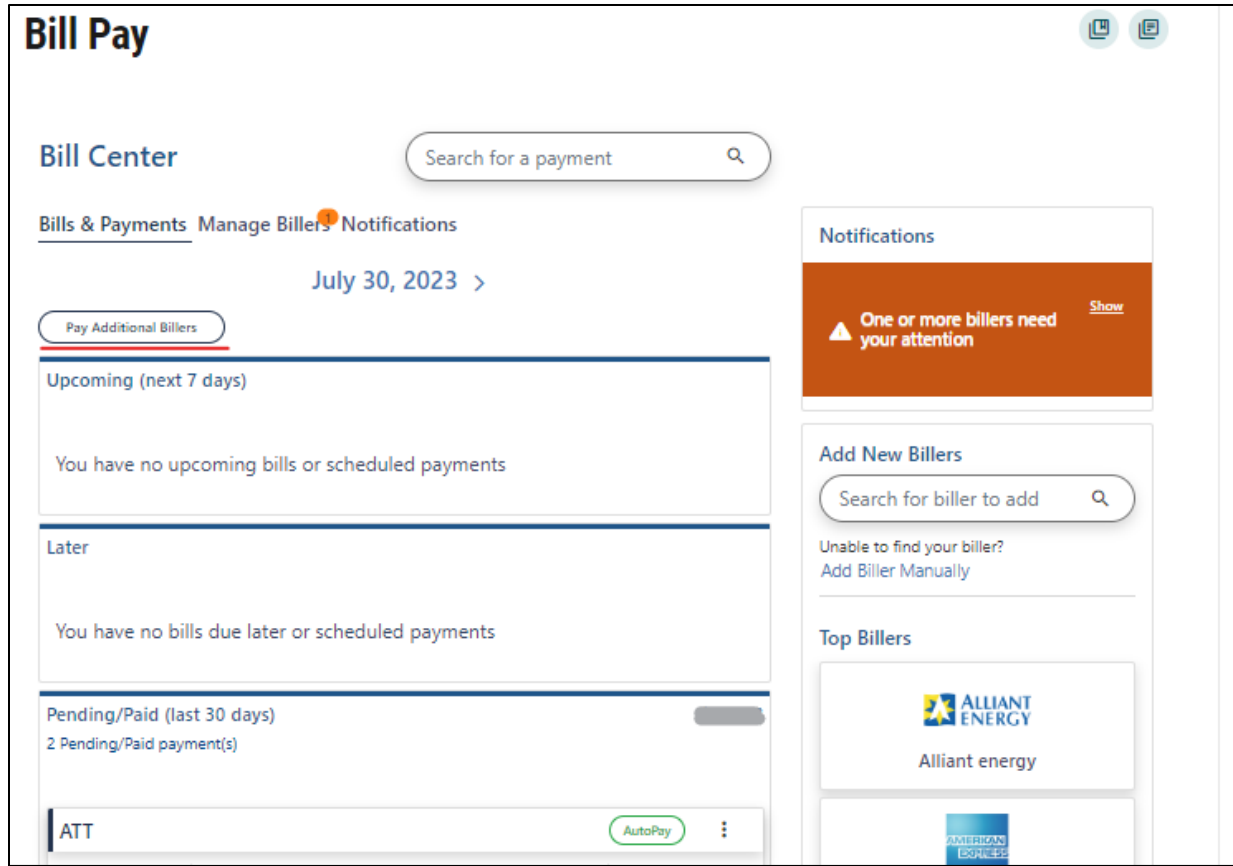 Bill Pay
Bill Center
Search for a payment
Bills & Payments Manage Billers 1 Notifications
July 30, 2023 >
Pay Additional Billers
Upcoming (next 7 days)
You have no upcoming bills or scheduled payments
Later
You have no bills due later or scheduled payments
Pending/Paid (last 30 days)
2 Pending/Paid payment(s)
ATT
AutoPay
Notifications
One or more billers need
your attention
Show
Add New Billers
Search for biller to add
Unable to find your biller?
Add Biller Manually
Top Billers
ALLIANT
ENERGY
Alliant energy
AMERICAN
EXPRESS